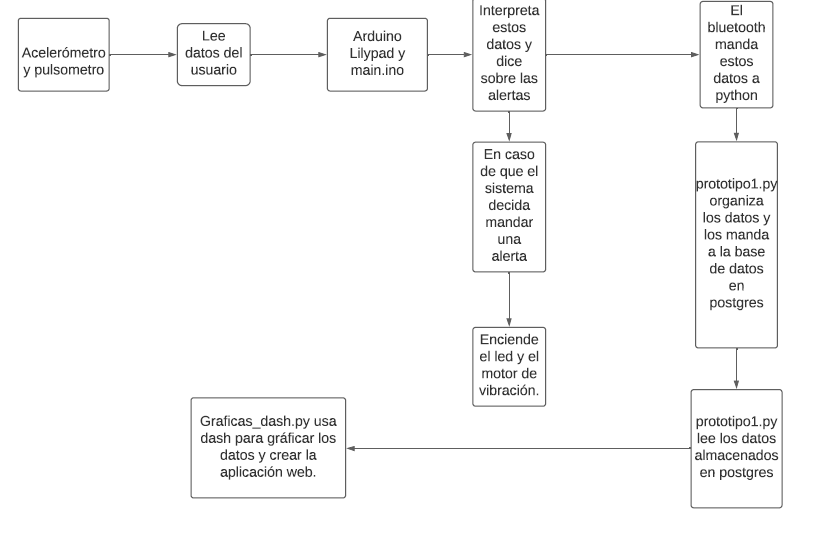 Acelerómetro
y pulsometro
Lee
datos del
usuario
Arduino
Lilypad y
main.ino
Interpreta
estos
datos y
dice
sobre las
alertas
El
bluetooth
manda
estos
datos a
python
En caso
de que el
sistema
decida
mandar
una
alerta
prototipo1.py
organiza
los datos y
los manda
a la base
de datos
en
postgres
Enciende
el led y el
motor de
vibración.
prototipo1.py
lee los datos
almacenados
en postgres
Graficas_dash.py usa
dash para gráficar los
datos y crear la
aplicación web.